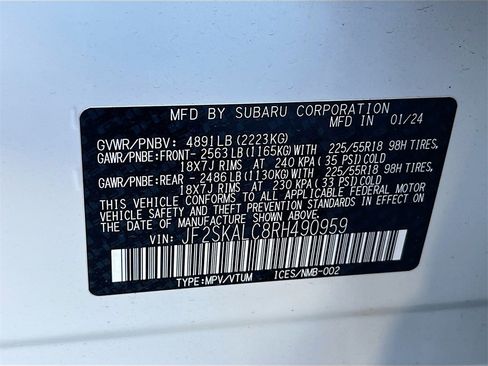 MFD BY SUBARU CORPORATION 01/24
GVWR/PNBV: 4891LB (2223KG)
GAWR/PNBE:FRONT- 2563LB (1165KG)WITH 225/55R18 98H TIRES,
18X7J RIMS AT 240 KPA ( 35 PSI)COLD
GAWR/PNBE:REAR - 2486LB (1130KG)WITH 225/55R18 98H TIRES,
18X7J RIMS AT 230 KPA ( 33 PSI)COLD
THIS VEHICLE CONFORMS TO ALL APPLICABLE FEDERAL MOTOR
VEHICLE SAFETY AND THEFT PREVENTION STANDARDS IN EFFECT ON
THE DATE OF MANUFACTURE SHOWN ABOVE.
VIN: JF2SKALC8RH490959
TYPE:MPV/VTUM ICES/NMB-002